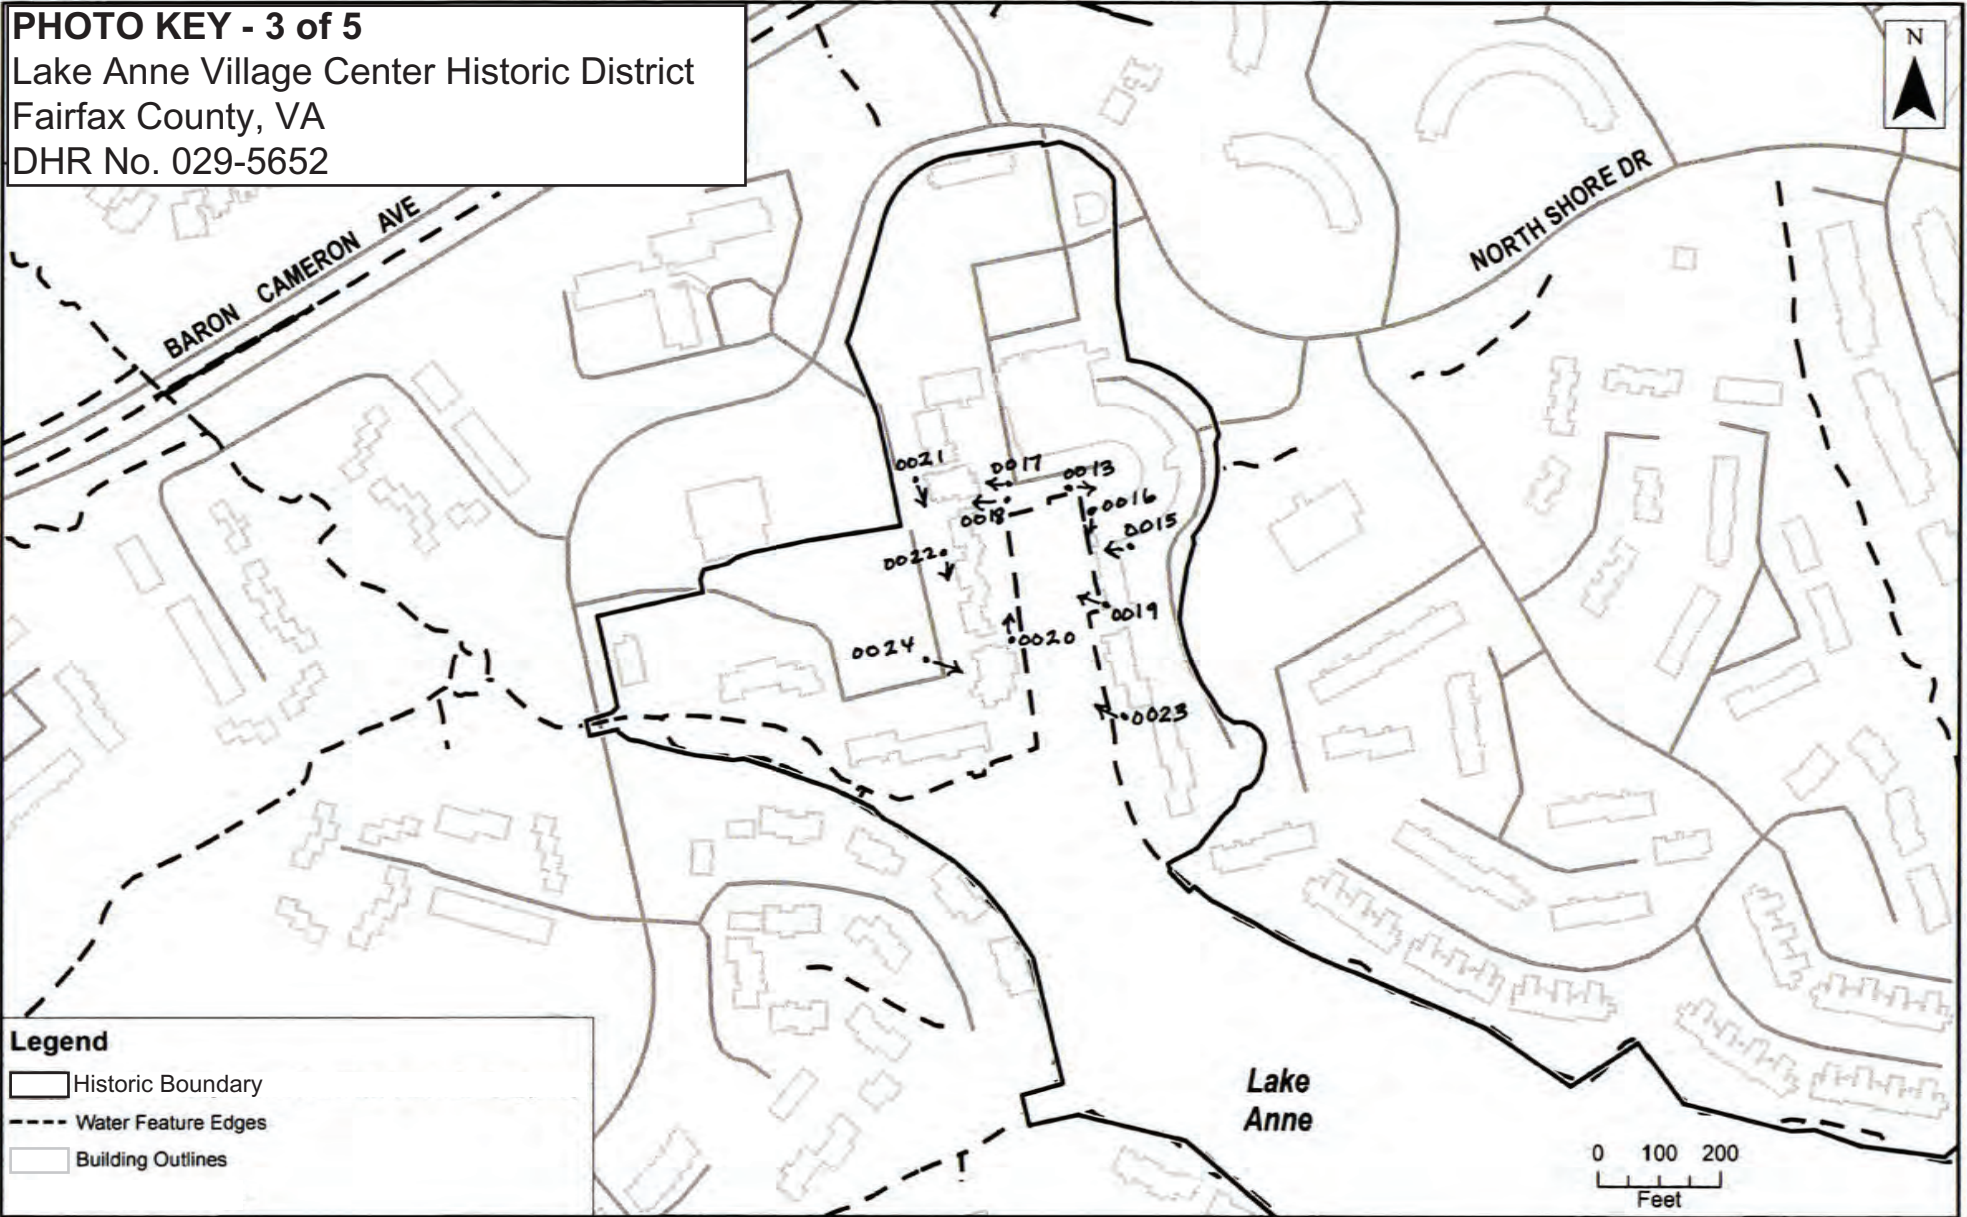 PHOTO KEY - 3 of 5
Lake Anne Village Center Historic District
Fairfax County, VA
DHR No. 029-5652
N
BARON CAMERON AVE
NORTH SHORE DR
0021
0017
0013
0018
0016
0015
0022
0019
0020
0024
0023
Legend
Historic Boundary
Water Feature Edges
Building Outlines
Lake
Anne
0 100 200
Feet